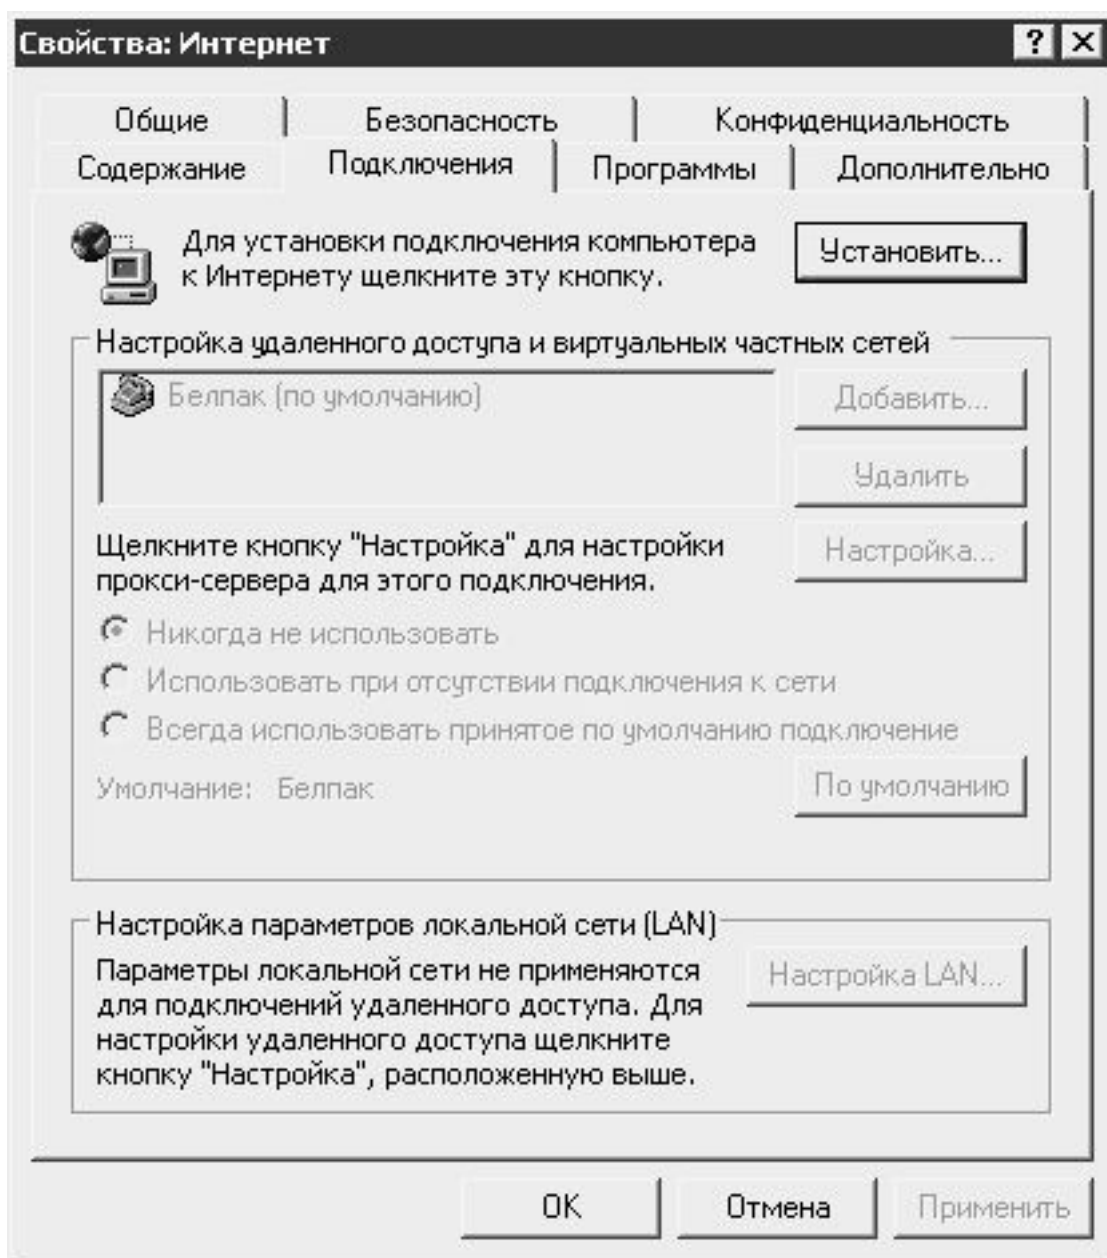 Свойства: Интернет
Общие Безопасность Конфиденциальность
Содержание Подключения Программы Дополнительно
Для установки подключения компьютера
к Интернету щелкните эту кнопку.
Установить...
Настройка удаленного доступа и виртуальных частных сетей
Белпак (по умолчанию)
Добавить...
Удалить
Щелкните кнопку "Настройка" для настройки
прокси-сервера для этого подключения.
Настройка...
Никогда не использовать
Использовать при отсутствии подключения к сети
Всегда использовать принятое по умолчанию подключение
Умолчание: Белпак
По умолчанию
Настройка параметров локальной сети (LAN)
Параметры локальной сети не применяются
для подключений удаленного доступа. Для
настройки удаленного доступа щелкните
кнопку "Настройка", расположенную выше.
Настройка LAN...
OK Отмена Применить